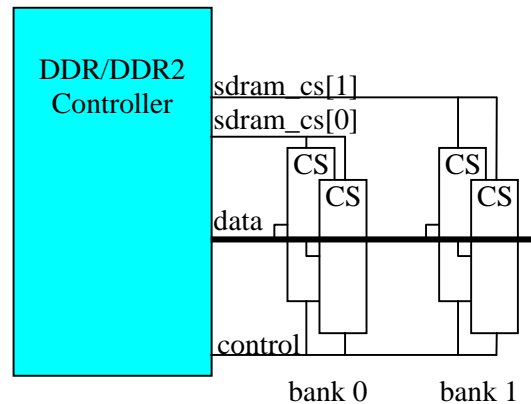 DDR/DDR2
Controller
sdram_cs[1]
sdram_cs[0]
CS
CS
CS
CS
data
control
bank 0
bank 1